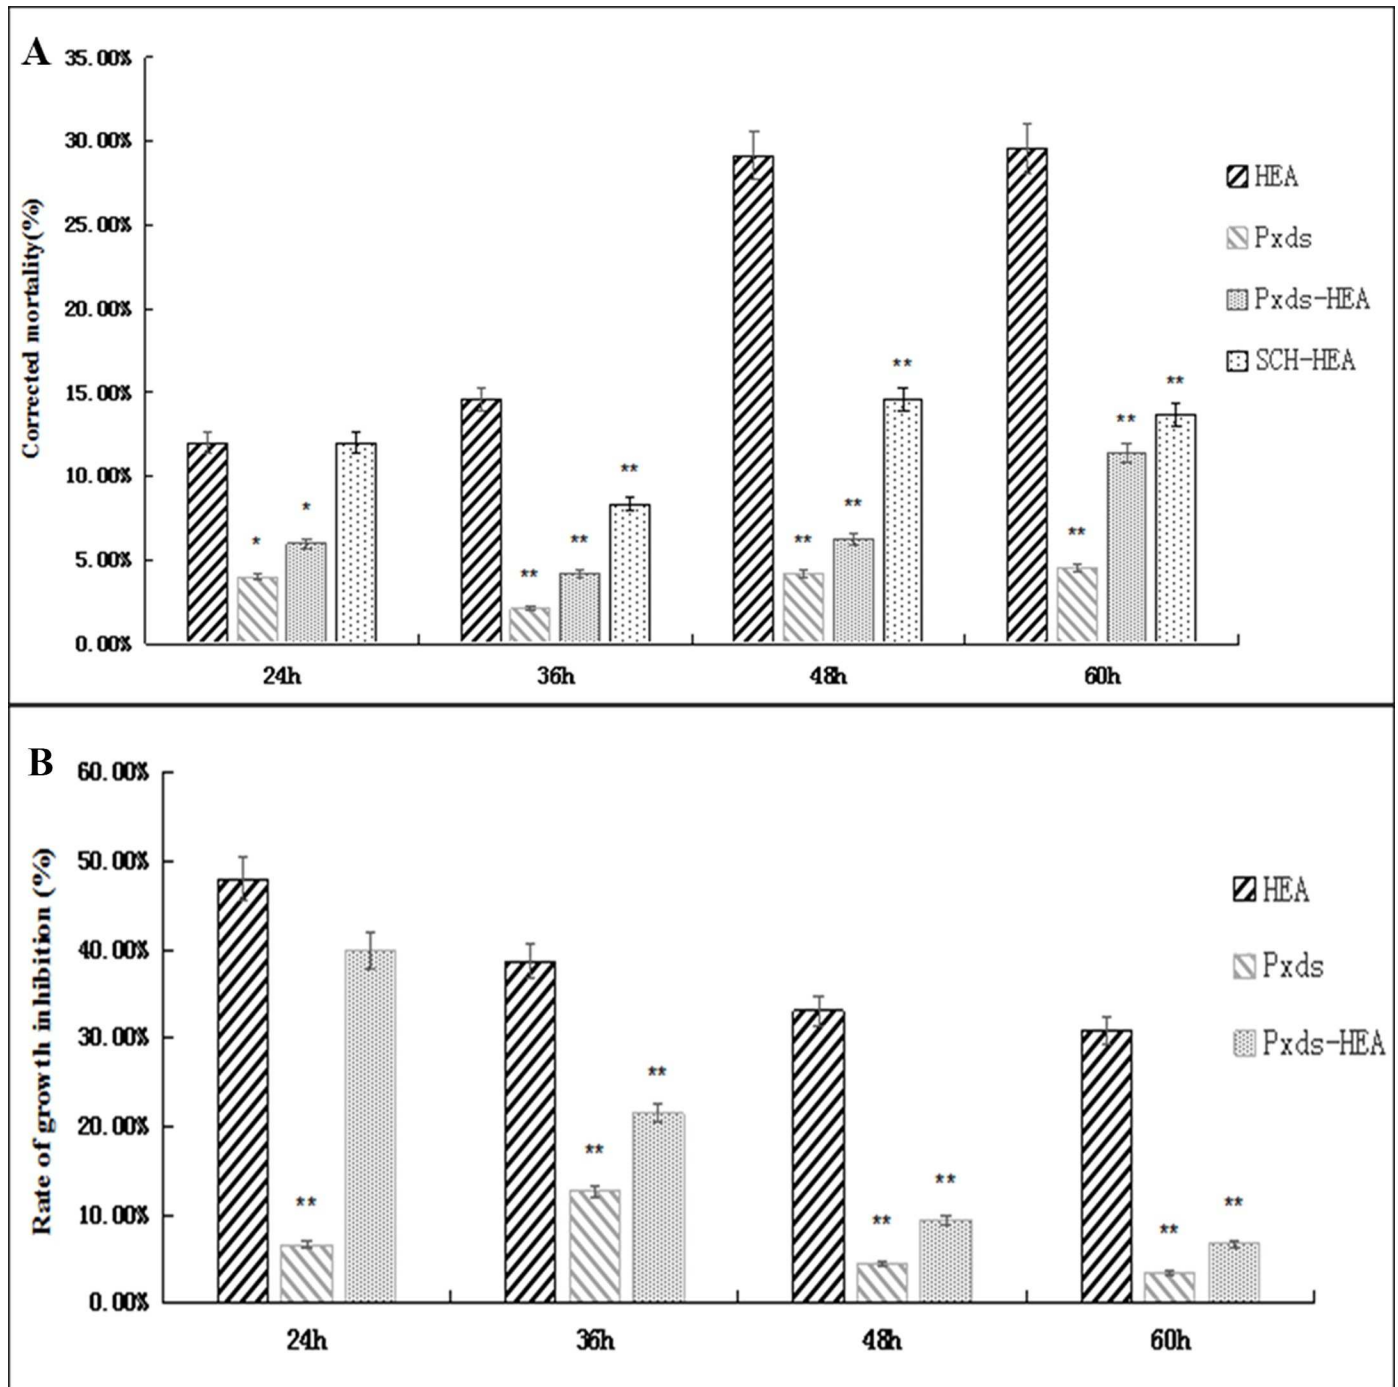 A
35.00%
30.00%
25.00%
20.00%
15.00%
10.00%
5.00%
0.00%
Corrected mortality(%)
* * ** ** ** ** ** ** ** ** **
24h 36h 48h 60h
HEA
Pxds
Pxds-HEA
SCH-HEA
B
60.00%
50.00%
40.00%
30.00%
20.00%
10.00%
0.00%
Rate of growth inhibition (%)
** ** ** ** ** ** **
24h 36h 48h 60h
HEA
Pxds
Pxds-HEA